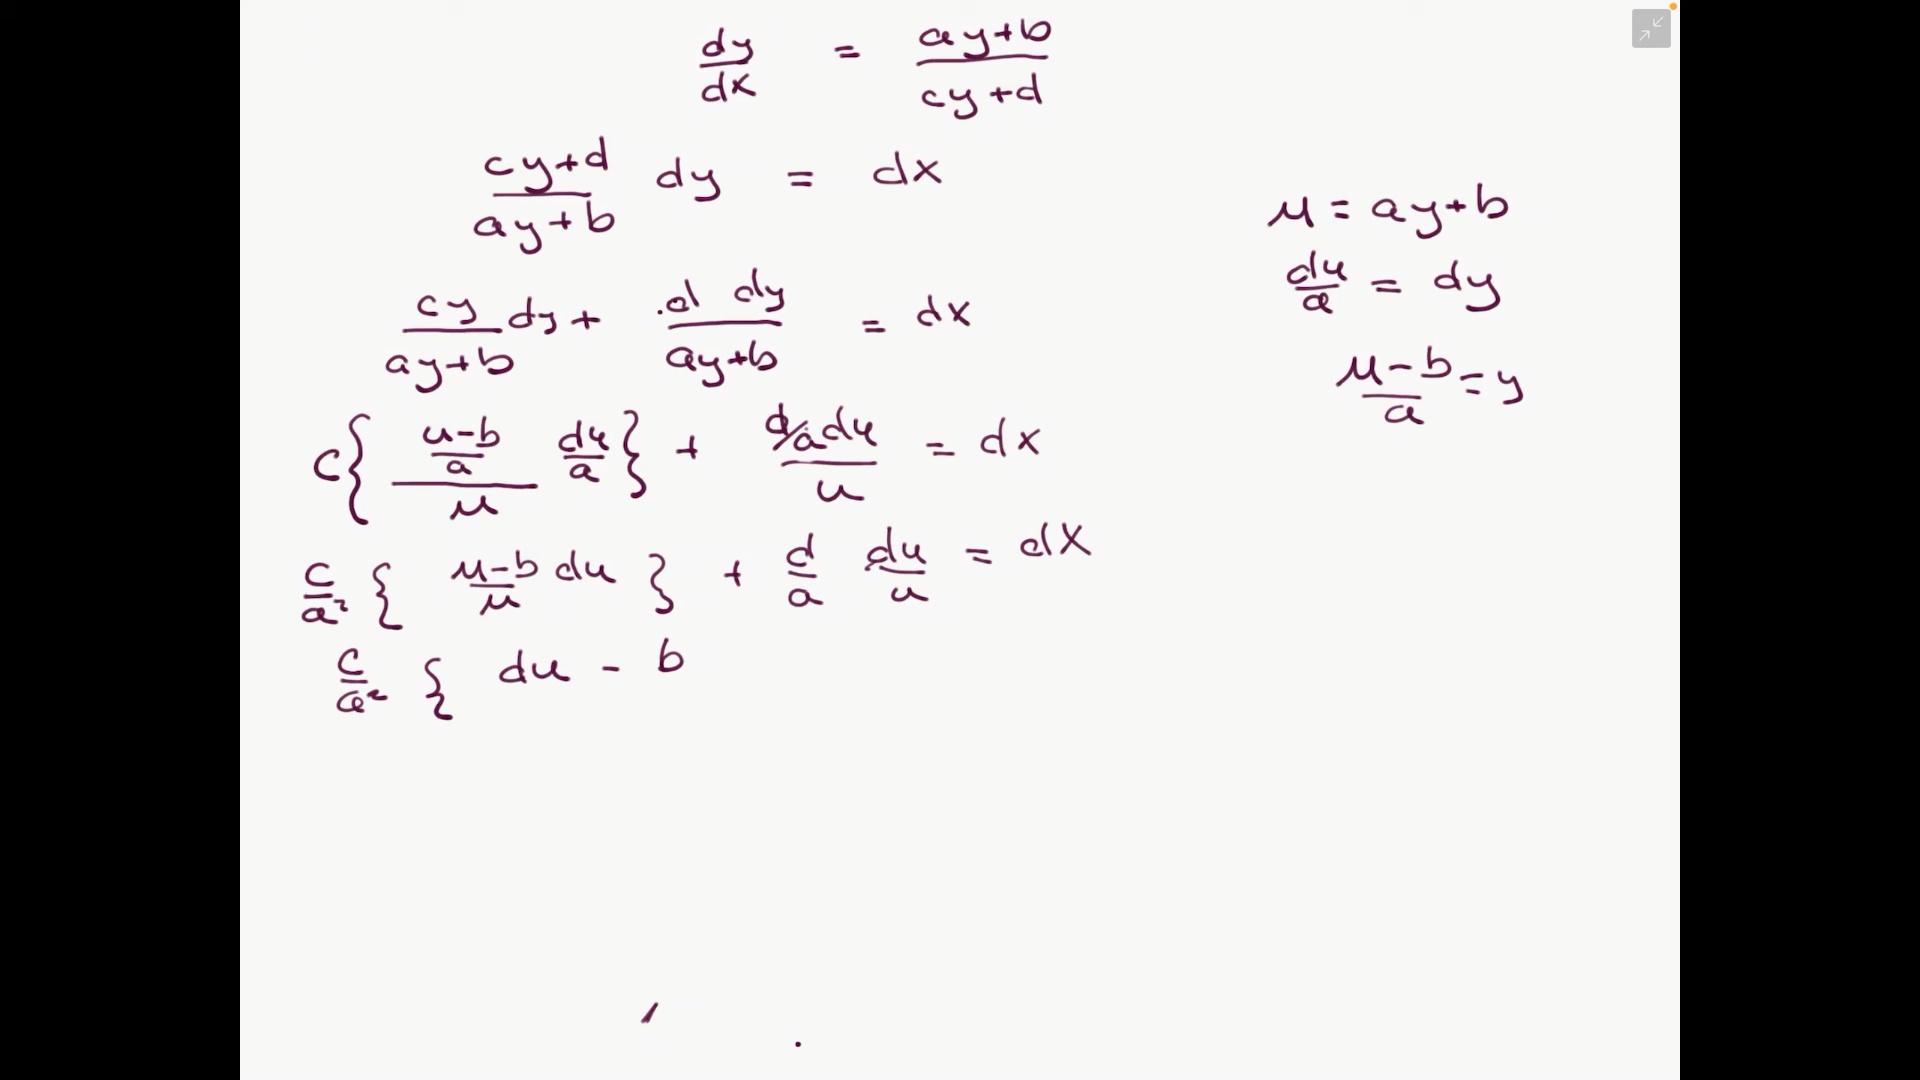 dy/dx = (ay+b)/(cy+d)
(cy+d)/(ay+b) dy = dx
μ = ay+b
du/a = dy
(μ-b)/a = y
cy/(ay+b) dy + d dy/(ay+b) = dx
c{ ((u-b)/a)/μ du/a } + (d/a du)/u = dx
c/a² { (μ-b)/μ du } + d/a du/u = dx
c/a² { du - b